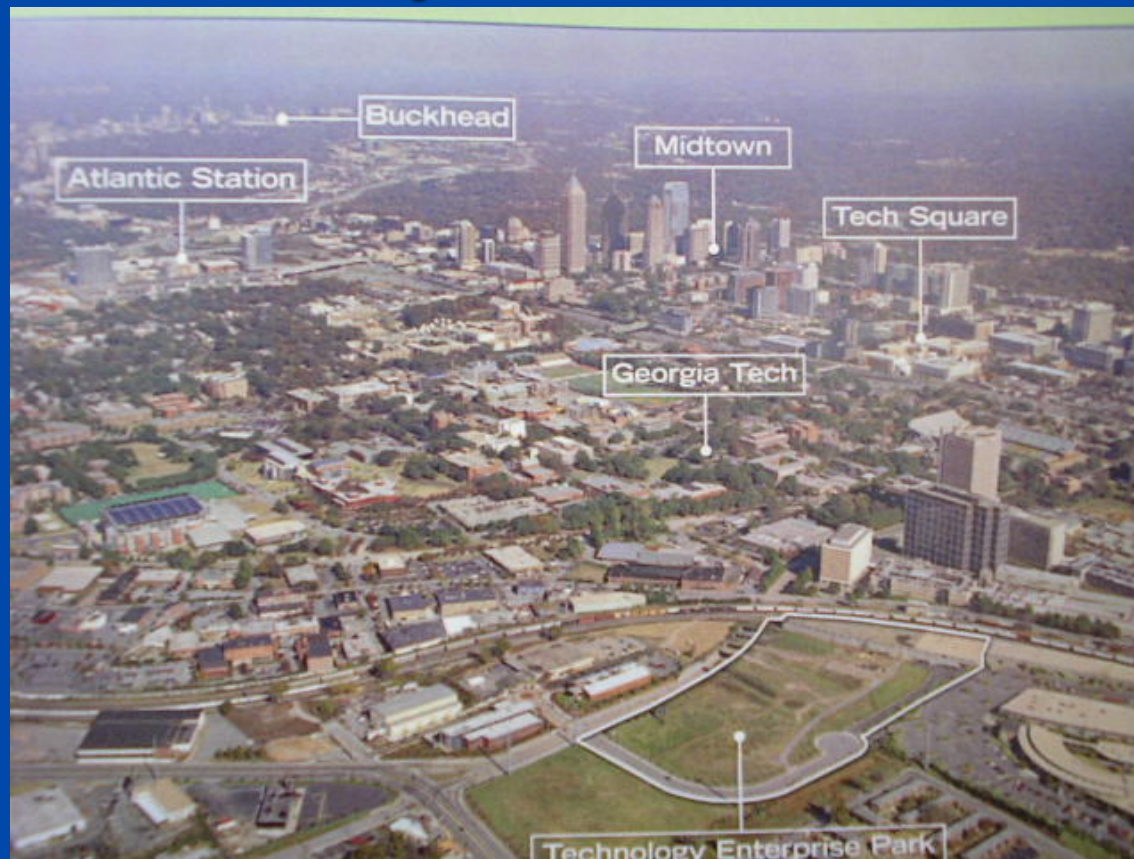 Buckhead
Midtown
Atlantic Station
Tech Square
Georgia Tech
Technology Enterprise Park